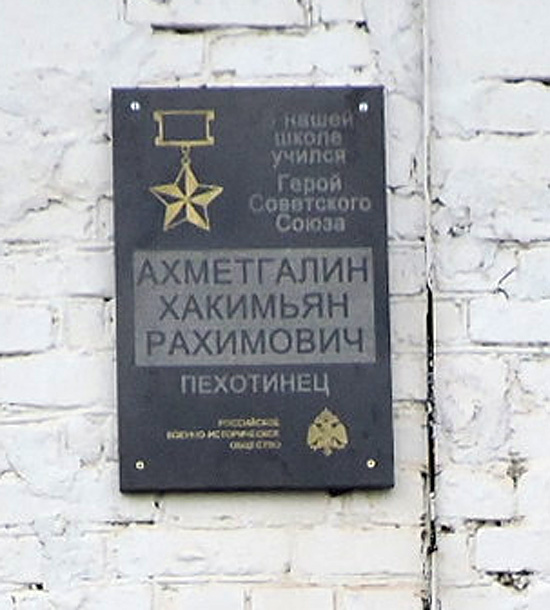 В нашей
школе
учился
Герой
Советского
Союза
АХМЕТГАЛИН
ХАКИМЬЯН
РАХИМОВИЧ
ПЕХОТИНЕЦ
РОССИЙСКОЕ
ВОЕННО-ИСТОРИЧЕСКОЕ
ОБЩЕСТВО